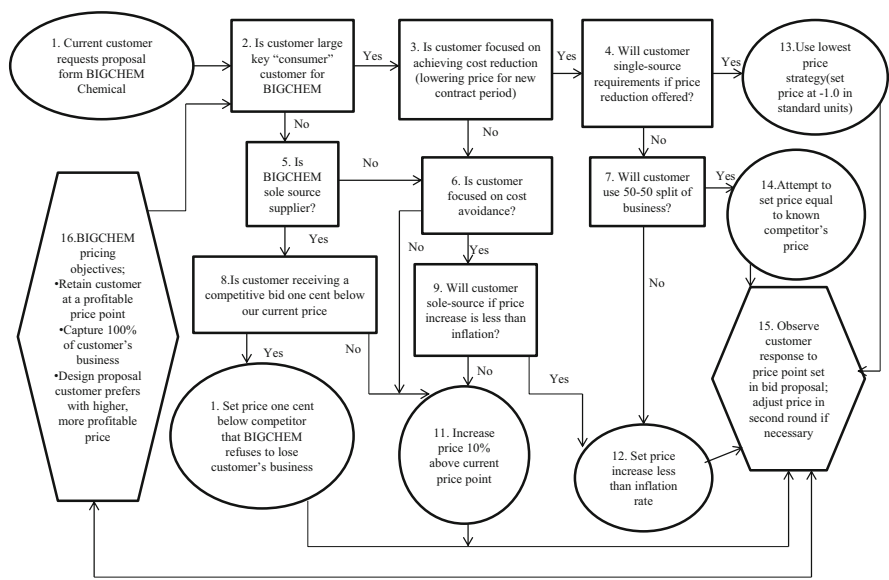 1. Current customer
requests proposal
form BIGCHEM
Chemical
2. Is customer large
key “consumer”
customer for
BIGCHEM
Yes
3. Is customer focused on
achieving cost reduction
(lowering price for new
contract period)
Yes
4. Will customer
single-source
requirements if price
reduction offered?
Yes
13.Use lowest
price
strategy(set
price at -1.0 in
standard units)
No
No
No
5. Is
BIGCHEM
sole source
supplier?
No
6. Is customer
focused on cost
avoidance?
7. Will customer
use 50-50 split of
business?
Yes
14.Attempt to
set price equal
to known
competitor’s
price
16.BIGCHEM
pricing
objectives;
•Retain customer
at a profitable
price point
•Capture 100%
of customer’s
business
•Design proposal
customer prefers
with higher,
more profitable
price
Yes
No
Yes
No
8.Is customer receiving a
competitive bid one cent below
our current price
9. Will customer
sole-source if price
increase is less than
inflation?
15. Observe
customer
response to
price point set
in bid proposal;
adjust price in
second round if
necessary
Yes
No
No
Yes
1. Set price one cent
below competitor
that BIGCHEM
refuses to lose
customer’s business
11. Increase
price 10%
above current
price point
12. Set price
increase less
than inflation
rate